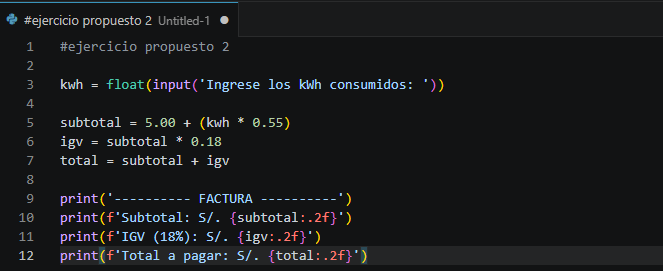 #ejercicio propuesto 2 Untitled-1
1 #ejercicio propuesto 2
2
3 kwh = float(input('Ingrese los kWh consumidos: '))
4
5 subtotal = 5.00 + (kwh * 0.55)
6 igv = subtotal * 0.18
7 total = subtotal + igv
8
9 print('---------- FACTURA ----------')
10 print(f'Subtotal: S/. {subtotal:.2f}')
11 print(f'IGV (18%): S/. {igv:.2f}')
12 print(f'Total a pagar: S/. {total:.2f}')